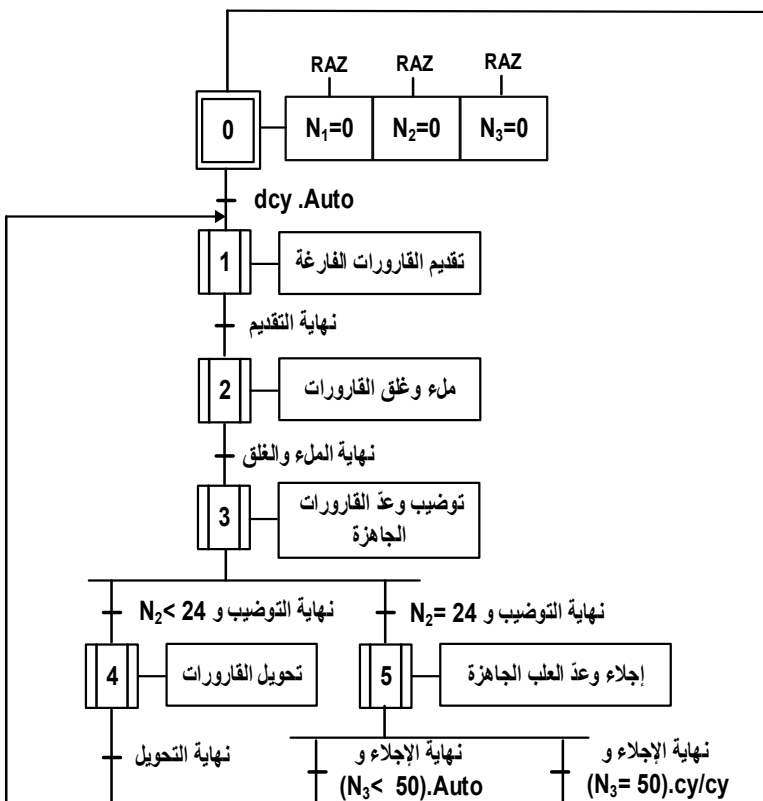 RAZ RAZ RAZ
0 N₁=0 N₂=0 N₃=0
dcy .Auto
1 تقديم القارورات الفارغة
نهاية التقديم
2 ملء وغلق القارورات
نهاية الملء والغلق
3 توضيب وعدّ القارورات
الجاهزة
نهاية التوضيب و N₂< 24
نهاية التوضيب و N₂= 24
4 تحويل القارورات
5 إجلاء وعدّ العلب الجاهزة
نهاية التحويل
نهاية الإجلاء و
(N₃< 50).Auto
نهاية الإجلاء و
(N₃= 50).cy/cy